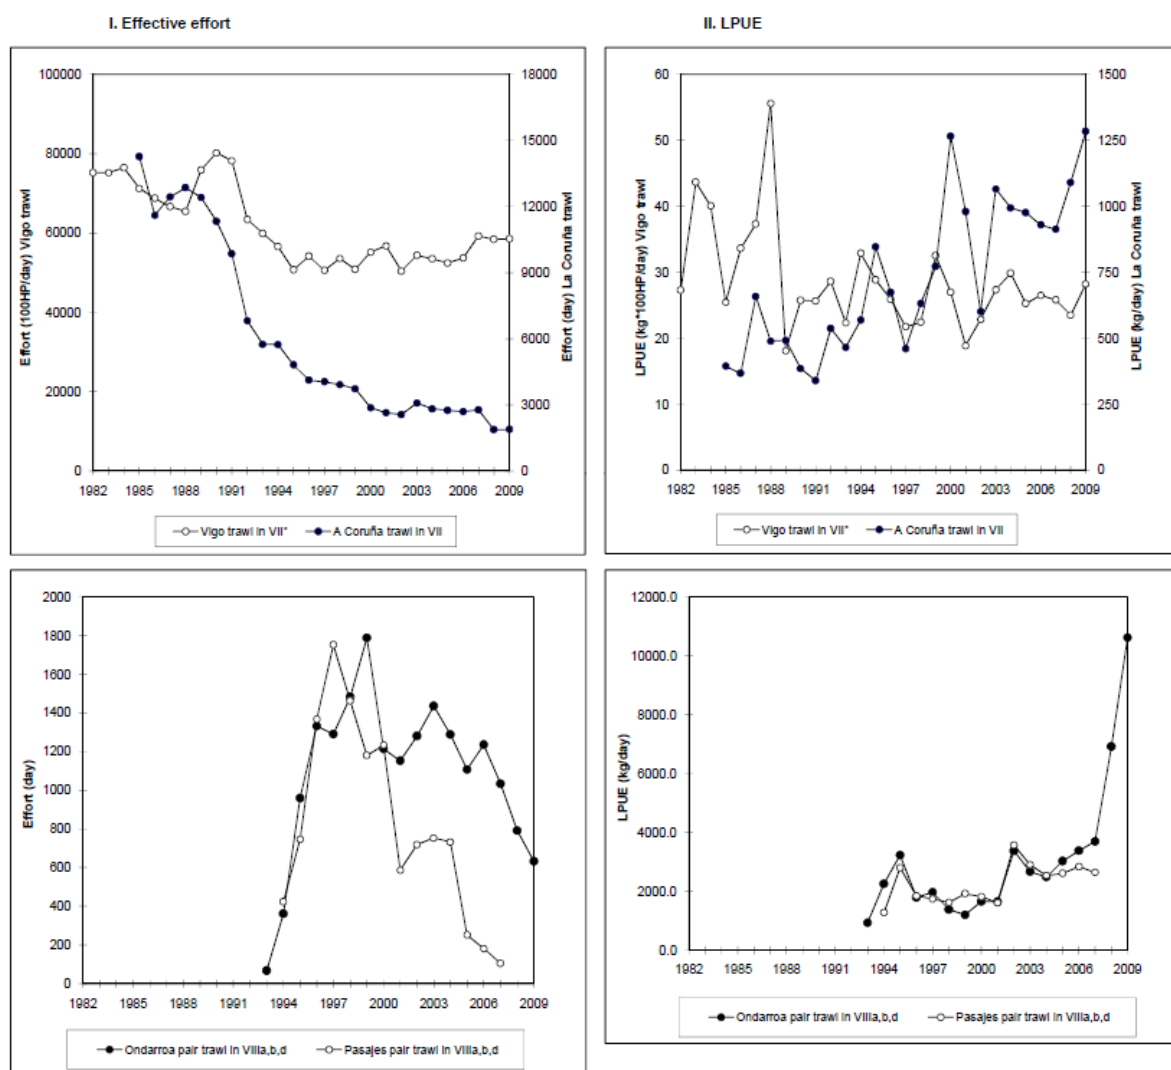 I. Effective effort
II. LPUE
100000
80000
60000
40000
20000
0
Effort (100HP/day) Vigo trawl
18000
15000
12000
9000
6000
3000
0
Effort (day) La Coruña trawl
1982 1985 1988 1991 1994 1997 2000 2003 2006 2009
Vigo trawl in VII* A Coruña trawl in VII
60
50
40
30
20
10
0
LPUE (kg*100HP/day) Vigo trawl
1500
1250
1000
750
500
250
0
LPUE (kg/day) La Coruña trawl
1982 1985 1988 1991 1994 1997 2000 2003 2006 2009
Vigo trawl in VII* A Coruña trawl in VII
2000
1800
1600
1400
1200
1000
800
600
400
200
0
Effort (day)
1982 1985 1988 1991 1994 1997 2000 2003 2006 2009
Ondarroa pair trawl in VIIIa,b,d Pasajes pair trawl in VIIIa,b,d
12000.0
10000.0
8000.0
6000.0
4000.0
2000.0
0.0
LPUE (kg/day)
1982 1985 1988 1991 1994 1997 2000 2003 2006 2009
Ondarroa pair trawl in VIIIa,b,d Pasajes pair trawl in VIIIa,b,d